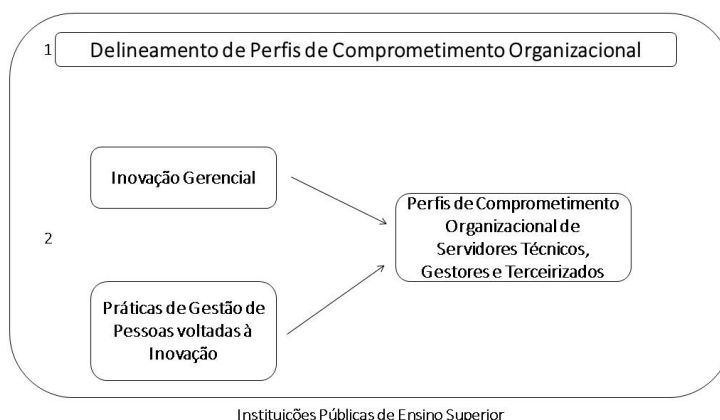 1
Delineamento de Perfis de Comprometimento Organizacional
Inovação Gerencial
Perfis de Comprometimento
Organizacional de
Servidores Técnicos,
Gestores e Terceirizados
2
Práticas de Gestão de
Pessoas voltadas à
Inovação
Instituições Públicas de Ensino Superior